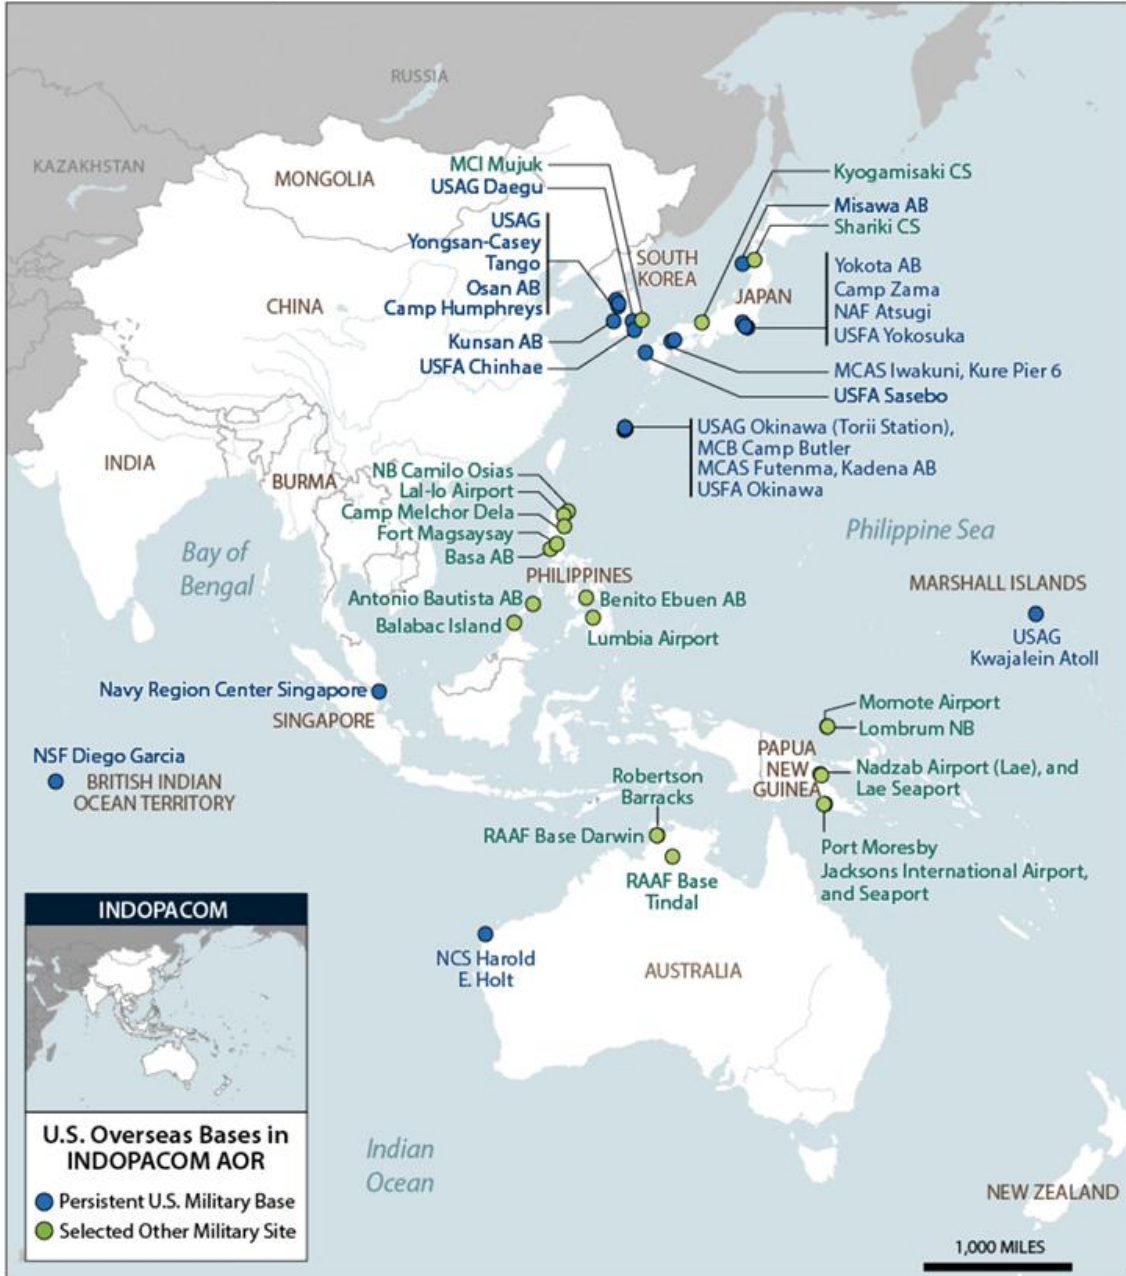 RUSSIA
KAZAKHSTAN
MONGOLIA
MCI Mujuk
USAG Daegu
USAG
Yongsan-Casey
Tango
Osan AB
Camp Humphreys
Kunsan AB
USFA Chinhae
SOUTH
KOREA
JAPAN
Kyogamisaki CS
Misawa AB
Shariki CS
Yokota AB
Camp Zama
NAF Atsugi
USFA Yokosuka
MCAS Iwakuni, Kure Pier 6
USFA Sasebo
USAG Okinawa (Torii Station),
MCB Camp Butler
MCAS Futenma, Kadena AB
USFA Okinawa
CHINA
INDIA
BURMA
NB Camilo Osias
Lal-lo Airport
Camp Melchor Dela
Fort Magsaysay
Basa AB
PHILIPPINES
Antonio Bautista AB
Balabac Island
Benito Ebuen AB
Lumbia Airport
Bay of
Bengal
Philippine Sea
MARSHALL ISLANDS
USAG
Kwajalein Atoll
Navy Region Center Singapore
SINGAPORE
NSF Diego Garcia
BRITISH INDIAN
OCEAN TERRITORY
Momote Airport
Lombrum NB
PAPUA
NEW
GUINEA
Nadzab Airport (Lae), and
Lae Seaport
Port Moresby
Jacksons International Airport,
and Seaport
Robertson
Barracks
RAAF Base Darwin
RAAF Base
Tindal
NCS Harold
E. Holt
AUSTRALIA
Indian
Ocean
NEW ZEALAND
1,000 MILES
INDOPACOM
U.S. Overseas Bases in
INDOPACOM AOR
Persistent U.S. Military Base
Selected Other Military Site